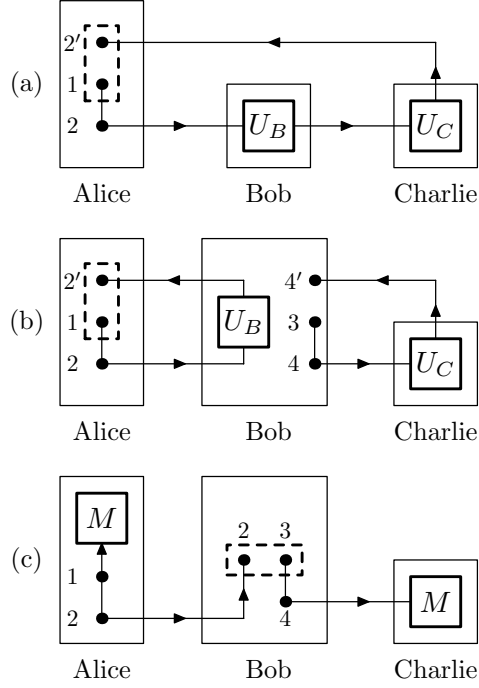 (a)
2′
1
2
U_B
U_C
Alice Bob Charlie
(b)
2′ 4′
1 U_B 3
2 4 U_C
Alice Bob Charlie
(c)
M
2 3
1
2 4 M
Alice Bob Charlie